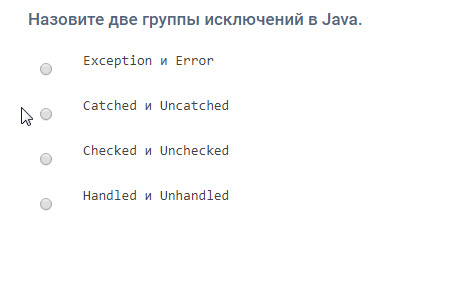 Назовите две группы исключений в Java.
Exception и Error
Catched и Uncatched
Checked и Unchecked
Handled и Unhandled